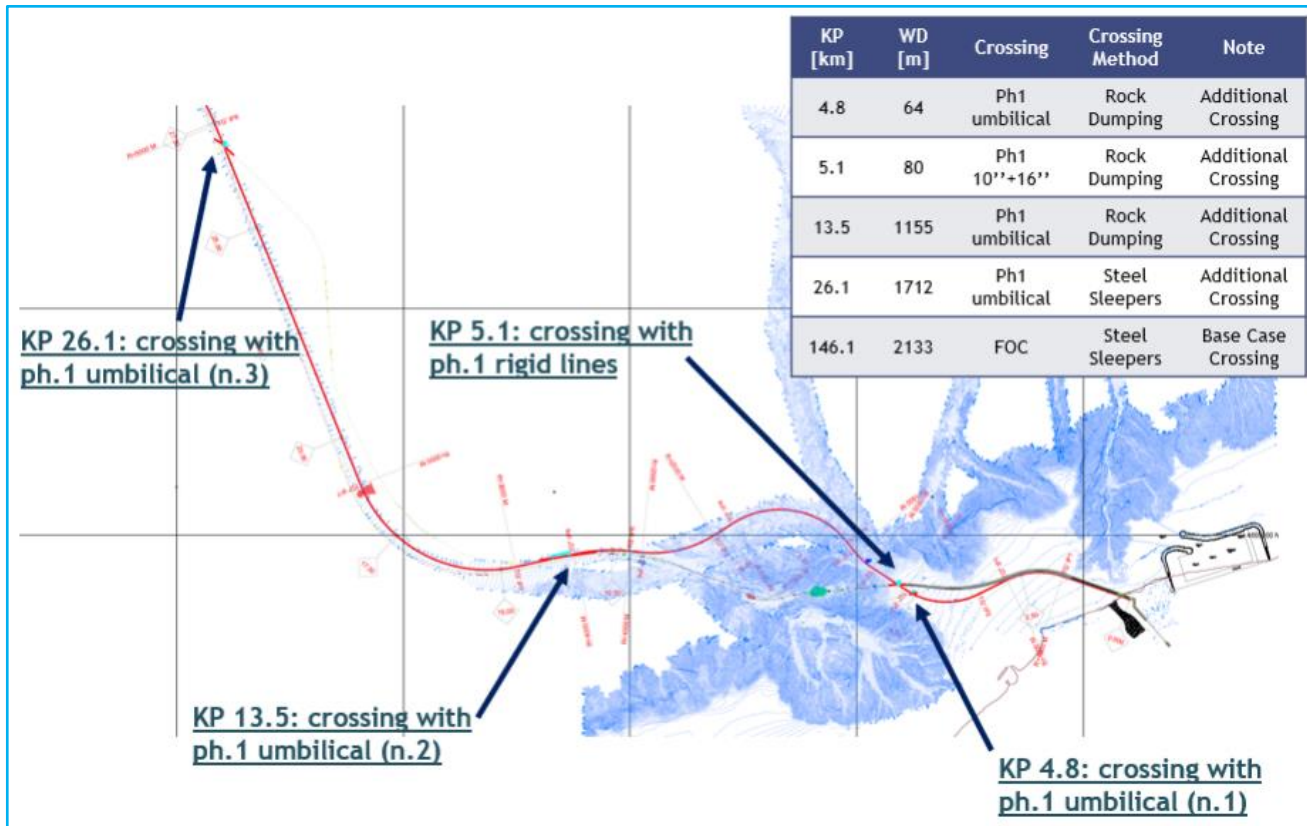 KP [km] WD [m] Crossing Crossing Method Note
4.8 64 Ph1 umbilical Rock Dumping Additional Crossing
5.1 80 Ph1 10’’+16’’ Rock Dumping Additional Crossing
13.5 1155 Ph1 umbilical Rock Dumping Additional Crossing
26.1 1712 Ph1 umbilical Steel Sleepers Additional Crossing
146.1 2133 FOC Steel Sleepers Base Case Crossing
KP 26.1: crossing with
ph.1 umbilical (n.3)
KP 5.1: crossing with
ph.1 rigid lines
KP 13.5: crossing with
ph.1 umbilical (n.2)
KP 4.8: crossing with
ph.1 umbilical (n.1)